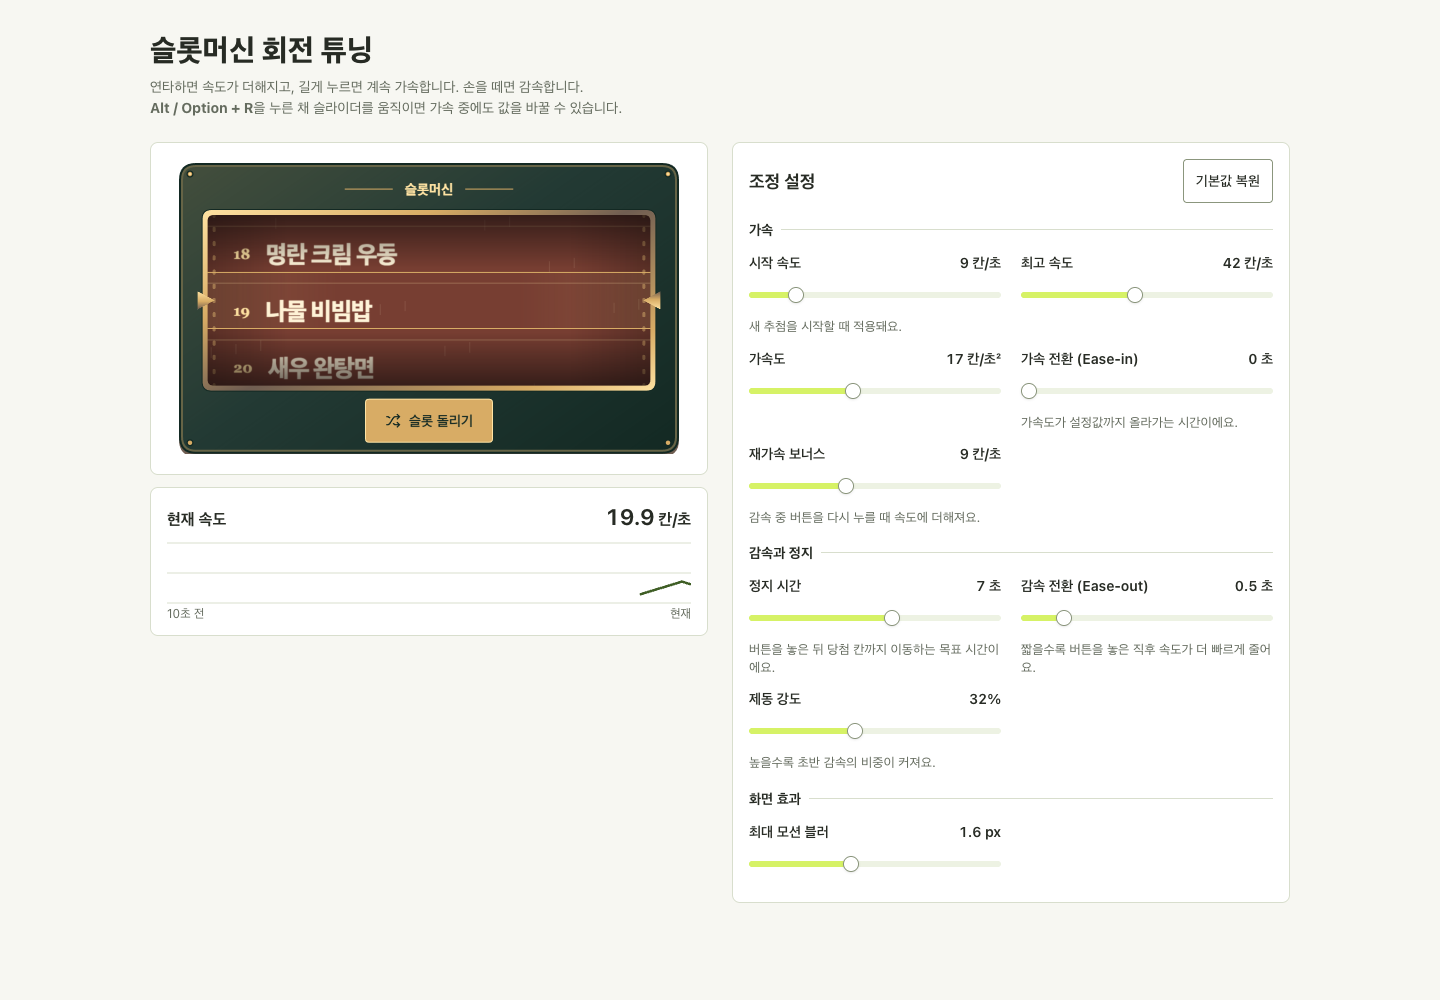 슬롯머신 회전 튜닝
연타하면 속도가 더해지고, 길게 누르면 계속 가속합니다. 손을 떼면 감속합니다.
Alt / Option + R을 누른 채 슬라이더를 움직이면 가속 중에도 값을 바꿀 수 있습니다.
슬롯머신
18 명란 크림 우동
19 나물 비빔밥
20 새우 완탕면
슬롯 돌리기
현재 속도 19.9 칸/초
10초 전 현재
조정 설정 기본값 복원
가속
시작 속도 9 칸/초
새 추첨을 시작할 때 적용돼요.
최고 속도 42 칸/초
가속도 17 칸/초²
가속 전환 (Ease-in) 0 초
가속도가 설정값까지 올라가는 시간이에요.
재가속 보너스 9 칸/초
감속 중 버튼을 다시 누를 때 속도에 더해져요.
감속과 정지
정지 시간 7 초
버튼을 놓은 뒤 당첨 칸까지 이동하는 목표 시간이
에요.
감속 전환 (Ease-out) 0.5 초
짧을수록 버튼을 놓은 직후 속도가 더 빠르게 줄어
요.
제동 강도 32%
높을수록 초반 감속의 비중이 커져요.
화면 효과
최대 모션 블러 1.6 px